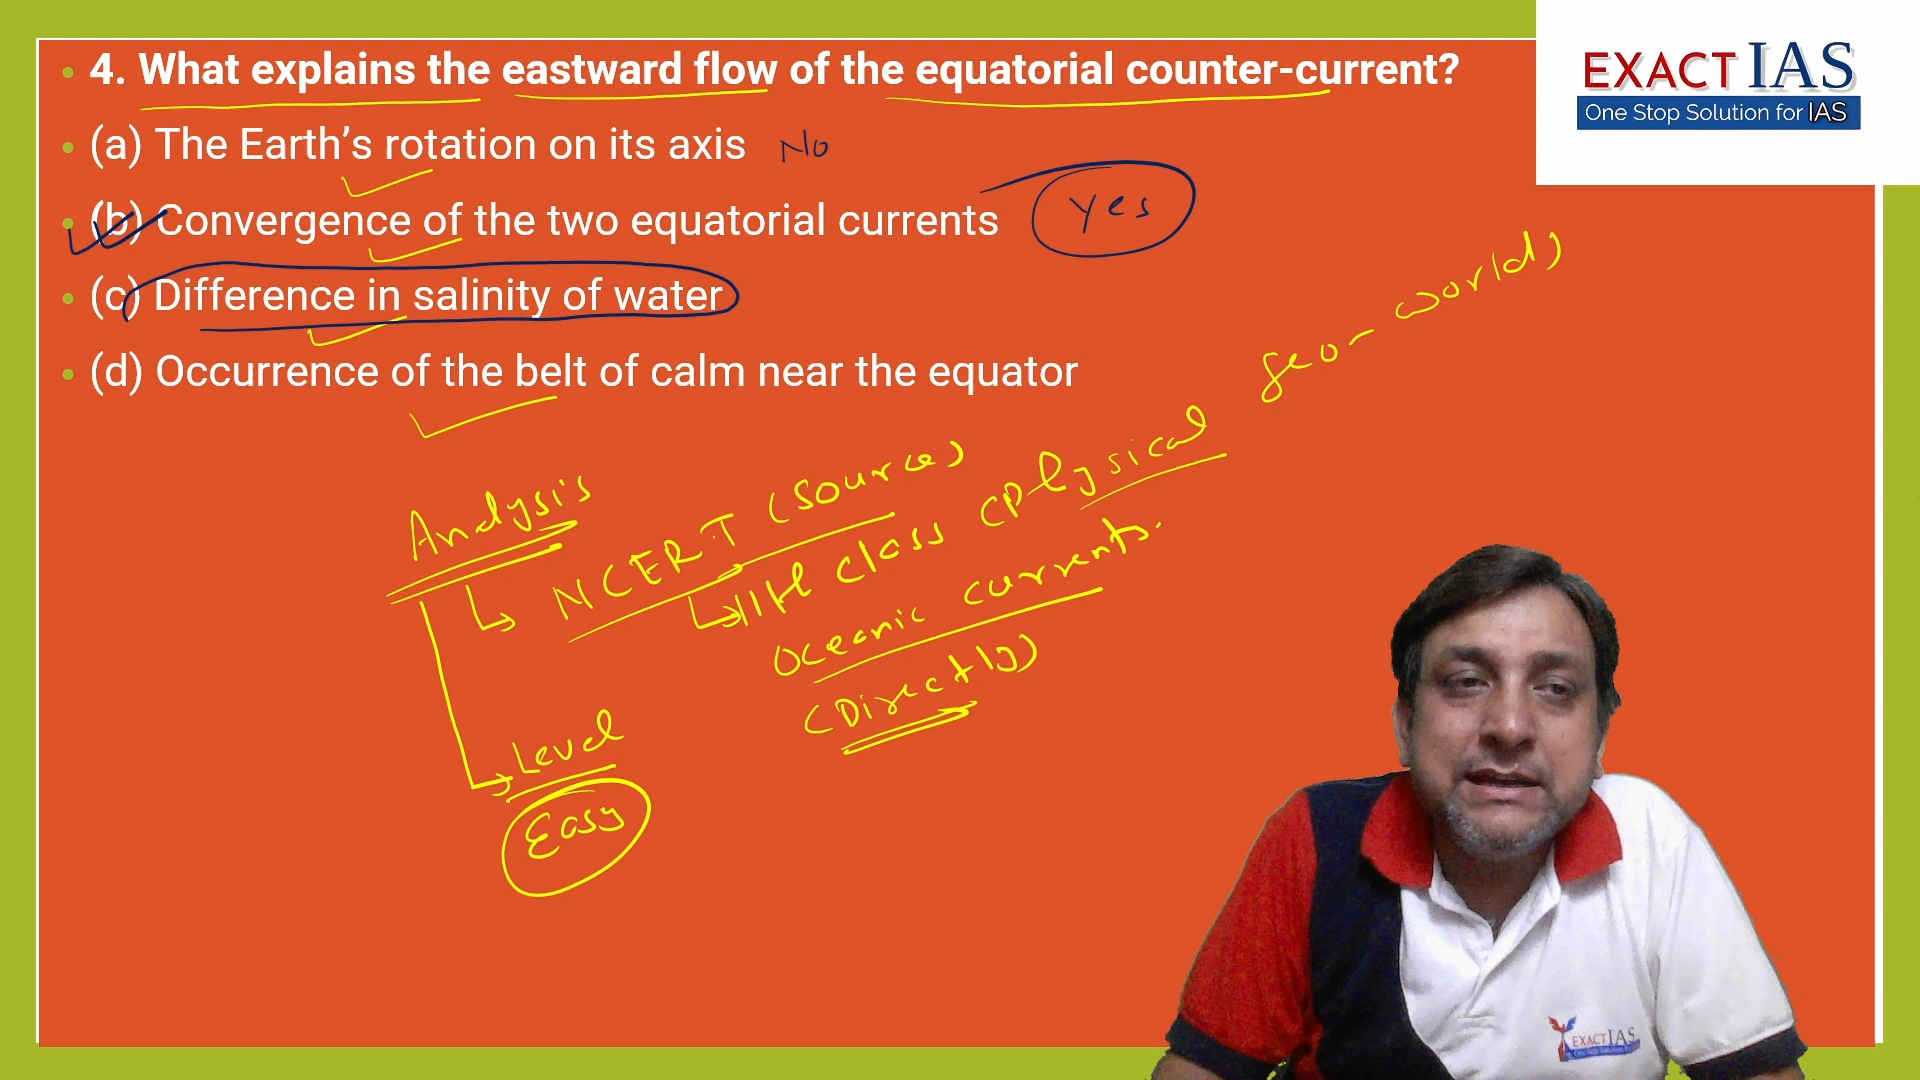 • 4. What explains the eastward flow of the equatorial counter-current?
• (a) The Earth's rotation on its axis No
• (b) Convergence of the two equatorial currents Yes
• (c) Difference in salinity of water
• (d) Occurrence of the belt of calm near the equator
EXACT IAS
One Stop Solution for IAS
Analysis
NCERT (Source)
11th class (Physical geo-world)
Oceanic currents.
(Directly)
Level
Easy
EXACT IAS